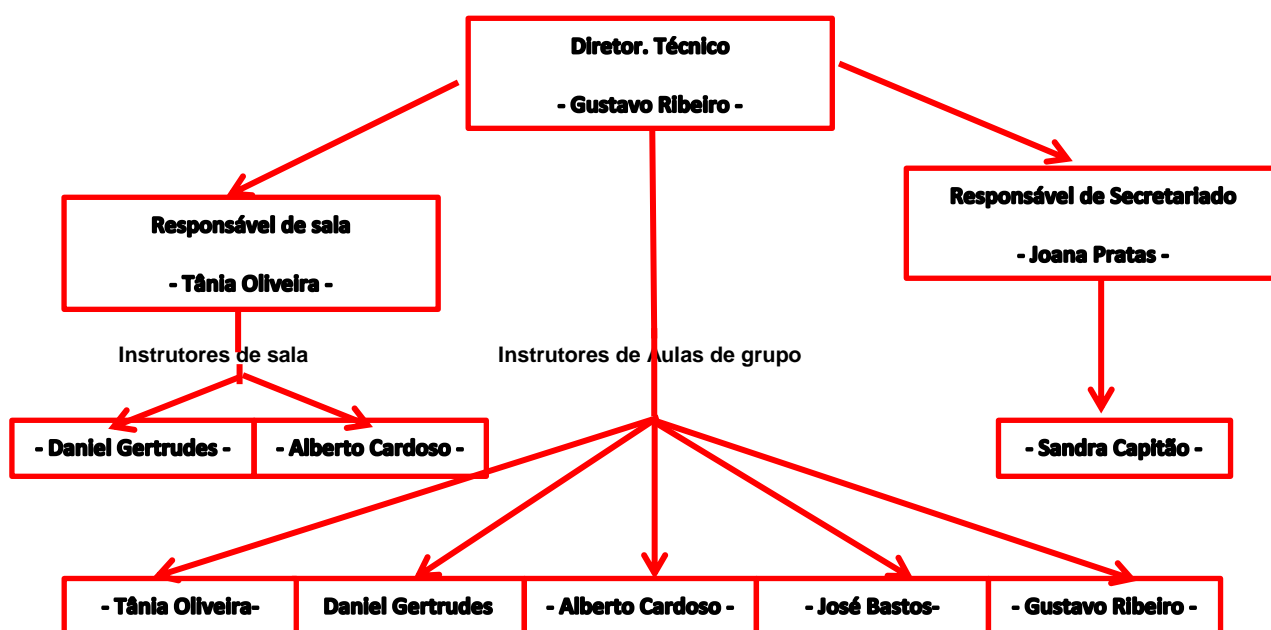 Diretor. Técnico
- Gustavo Ribeiro -
Responsável de Secretariado
- Joana Pratas -
Responsável de sala
- Tânia Oliveira -
Instrutores de sala
Instrutores de Aulas de grupo
- Daniel Gertrudes -
- Alberto Cardoso -
- Sandra Capitão -
- Tânia Oliveira-
Daniel Gertrudes
- Alberto Cardoso -
- José Bastos-
- Gustavo Ribeiro -